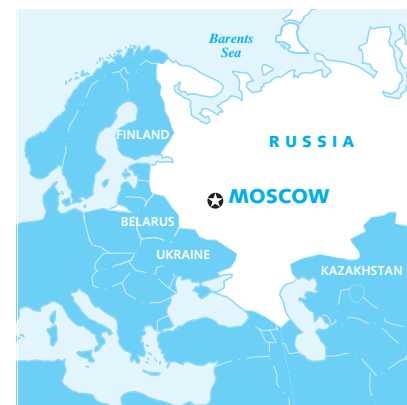 Barents
Sea
FINLAND
RUSSIA
MOSCOW
BELARUS
UKRAINE
KAZAKHSTAN